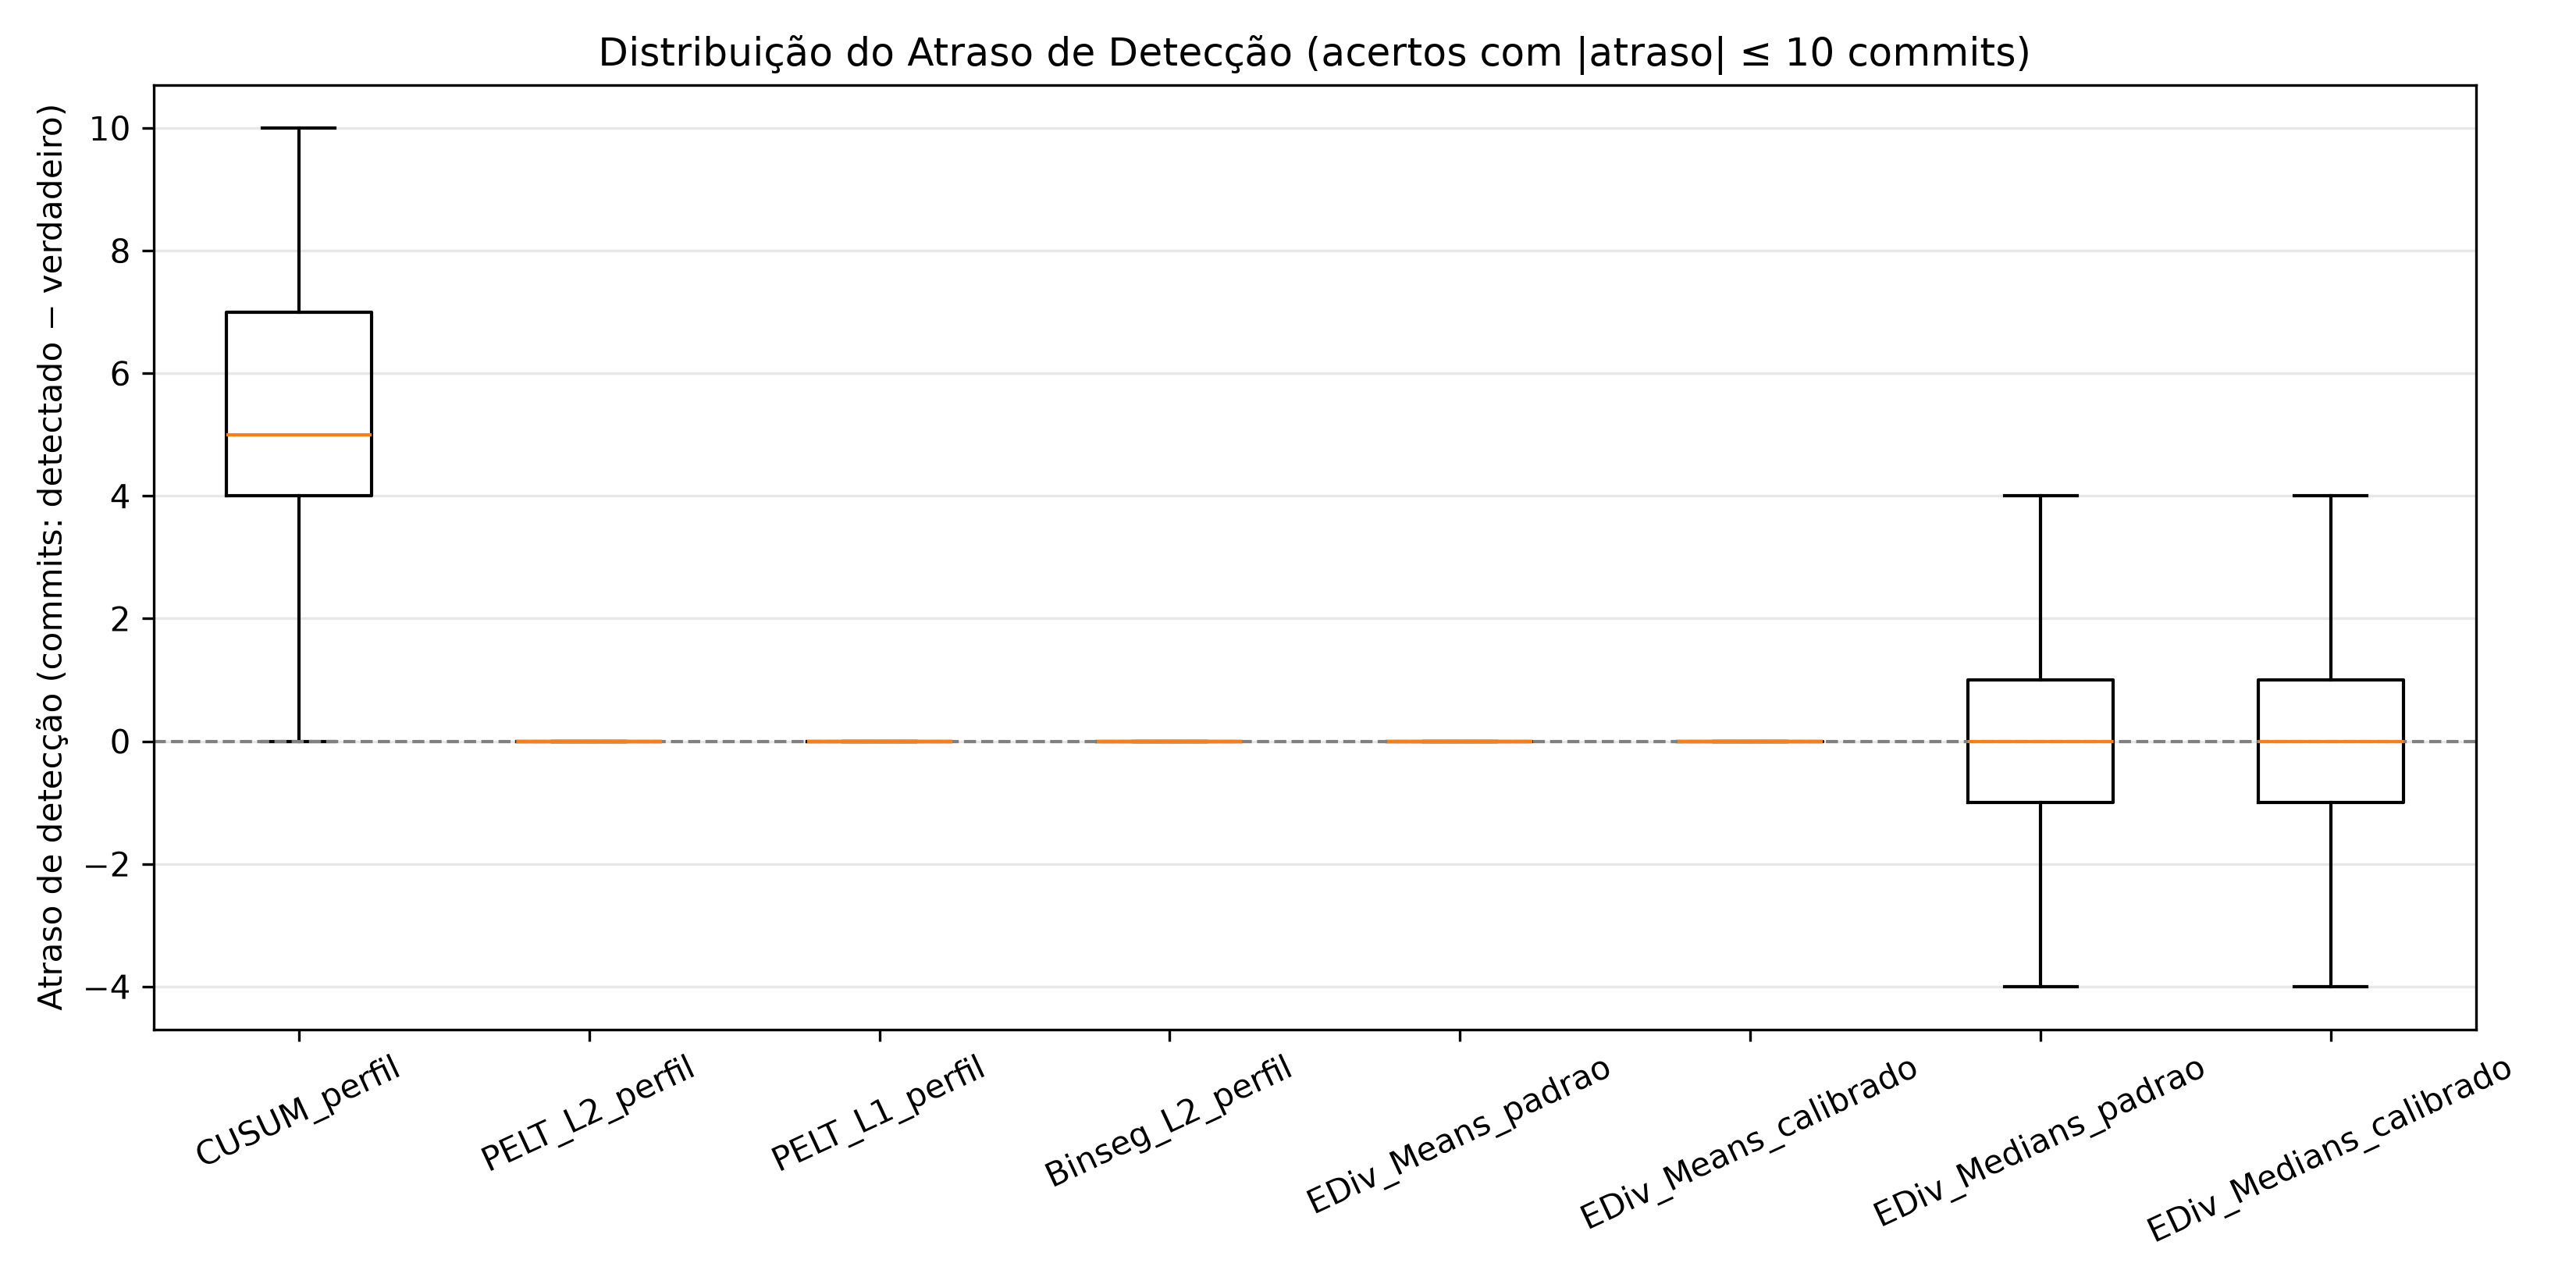 Distribuição do Atraso de Detecção (acertos com |atraso| ≤ 10 commits)
Atraso de detecção (commits: detectado − verdadeiro)
10
8
6
4
2
0
−2
−4
CUSUM_perfil
PELT_L2_perfil
PELT_L1_perfil
Binseg_L2_perfil
EDiv_Means_padrao
EDiv_Means_calibrado
EDiv_Medians_padrao
EDiv_Medians_calibrado